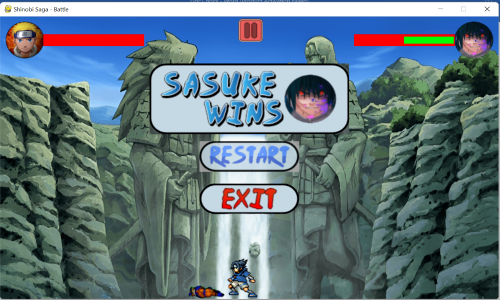 Shinobi Saga - Battle
SASUKE
WINS
RESTART
EXIT